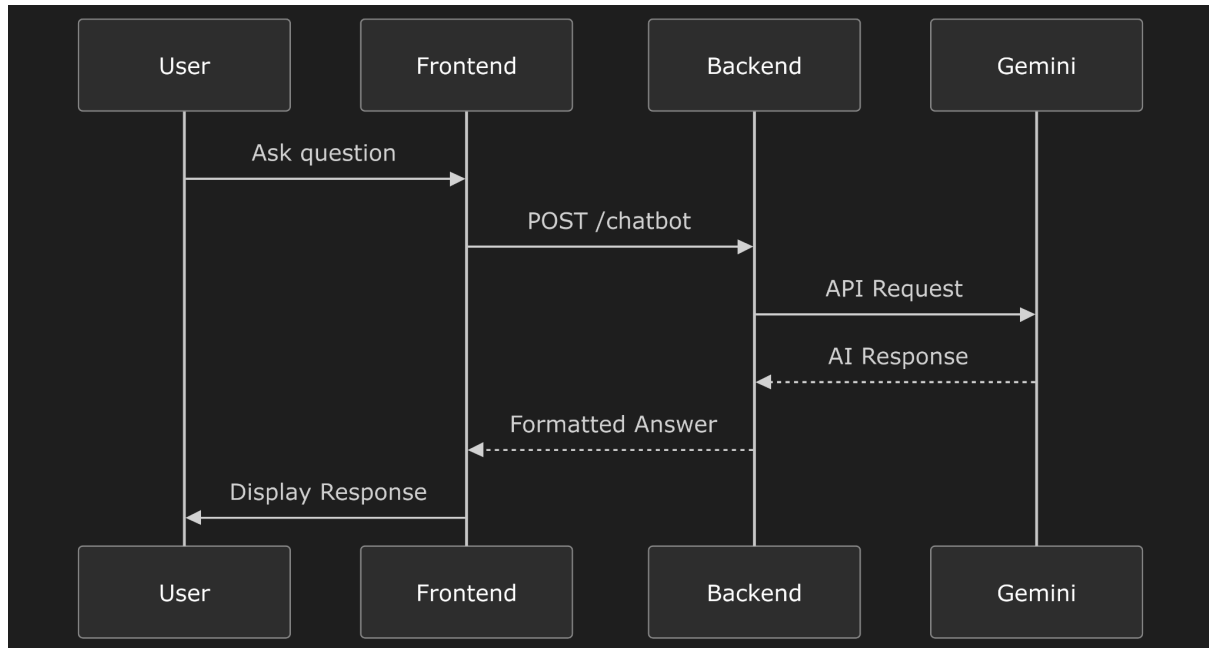 User
Frontend
Backend
Gemini
Ask question
POST /chatbot
API Request
AI Response
Formatted Answer
Display Response
User
Frontend
Backend
Gemini